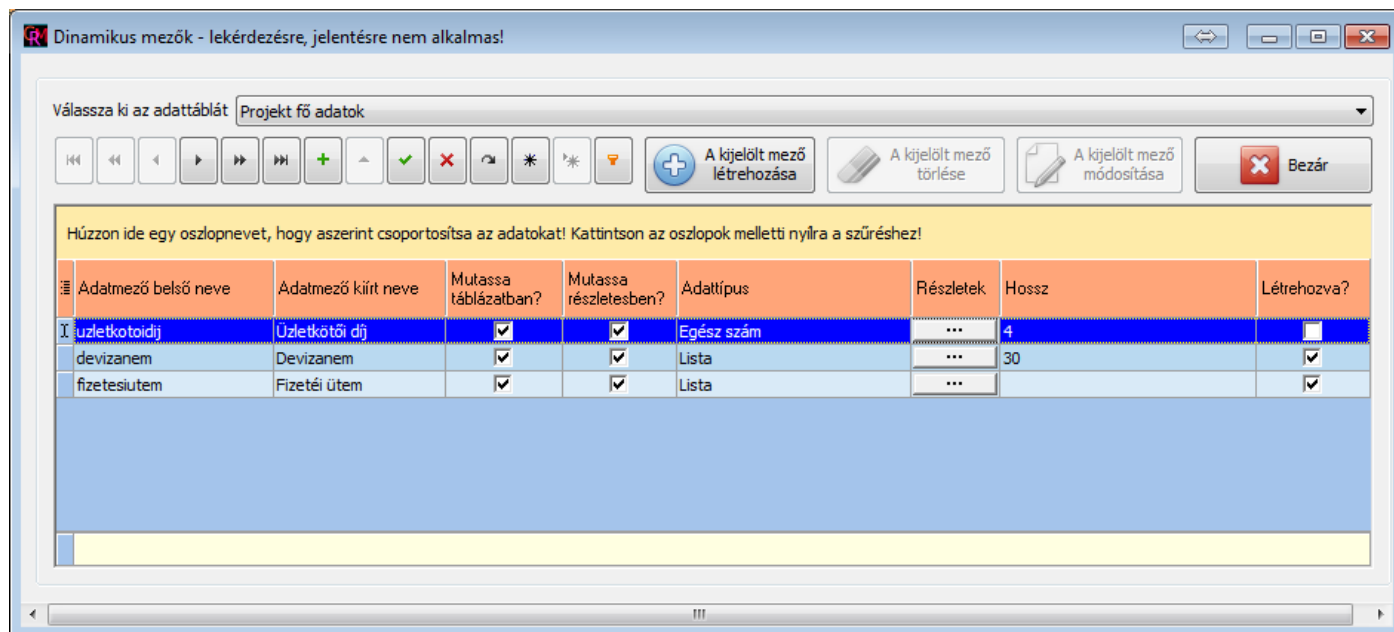 Dinamikus mezők - lekérdezésre, jelentésre nem alkalmas!
Válassza ki az adattáblát Projekt fő adatok
A kijelölt mező
létrehozása
A kijelölt mező
törlése
A kijelölt mező
módosítása
Bezár
Húzzon ide egy oszlopnevet, hogy aszerint csoportosítsa az adatokat! Kattintson az oszlopok melletti nyílra a szűréshez!
Adatmező belső neve Adatmező kiírt neve Mutassa táblázatban? Mutassa részletesben? Adattípus Részletek Hossz Létrehozva?
uzletkotoidij Üzletkötői díj Egész szám ... 4
devizanem Devizanem Lista ... 30
fizetesiutem Fizetéi ütem Lista ...